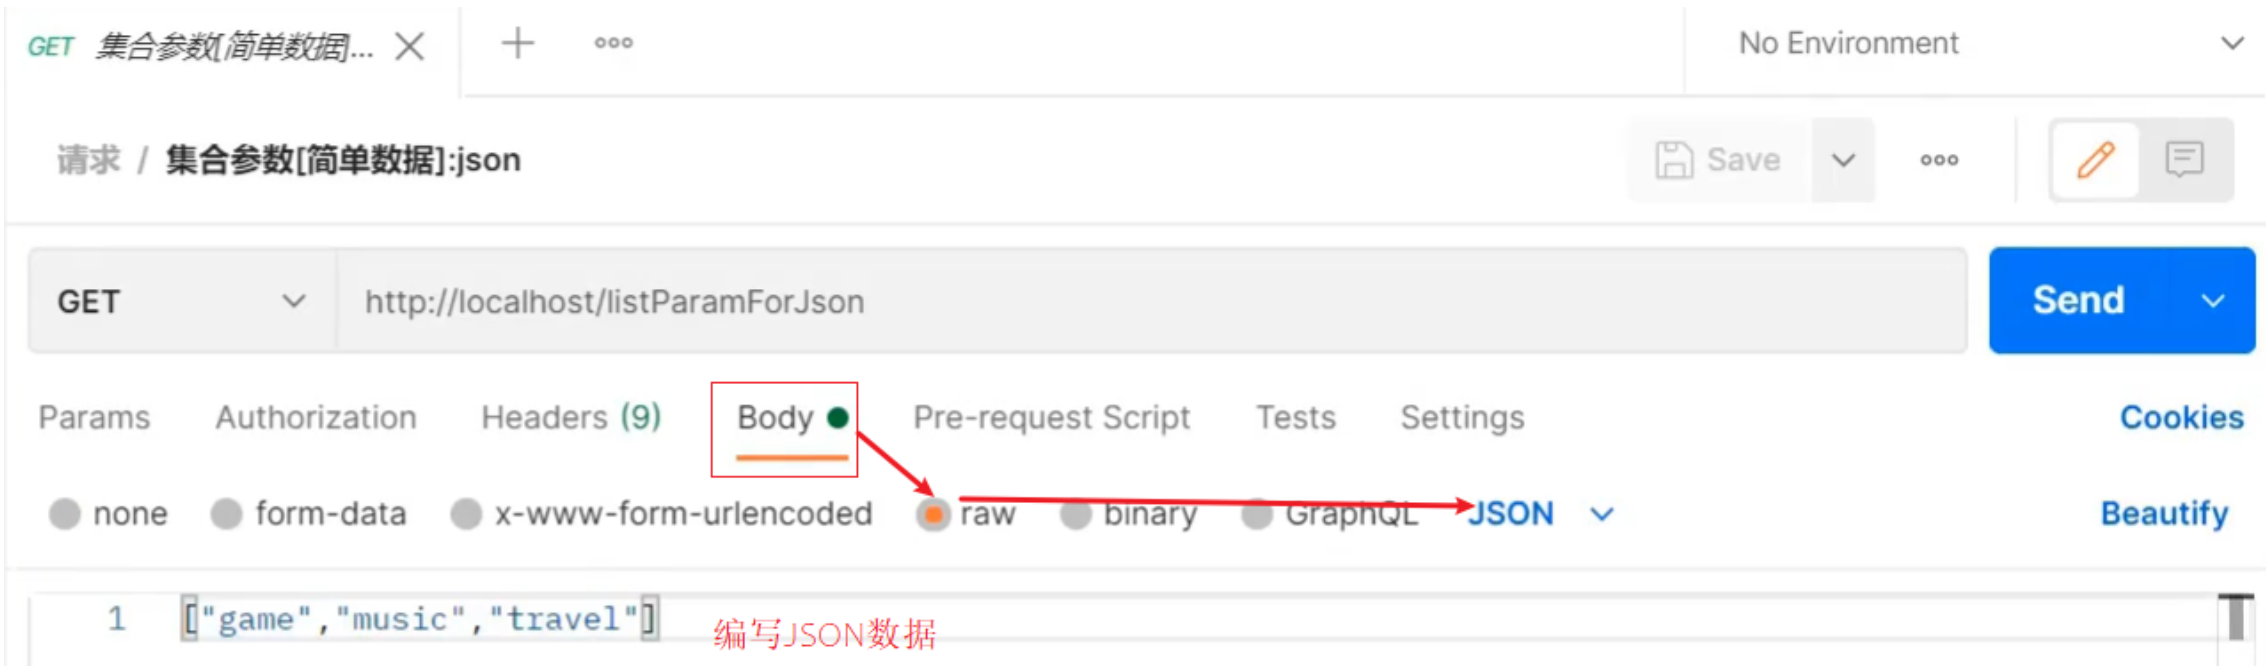 GET 集合参数[简单数据]...
No Environment
请求 / 集合参数[简单数据]:json
Save
GET http://localhost/listParamForJson
Send
Params Authorization Headers (9) Body Pre-request Script Tests Settings Cookies
none form-data x-www-form-urlencoded raw binary GraphQL JSON Beautify
1 ["game","music","travel"]
编写JSON数据